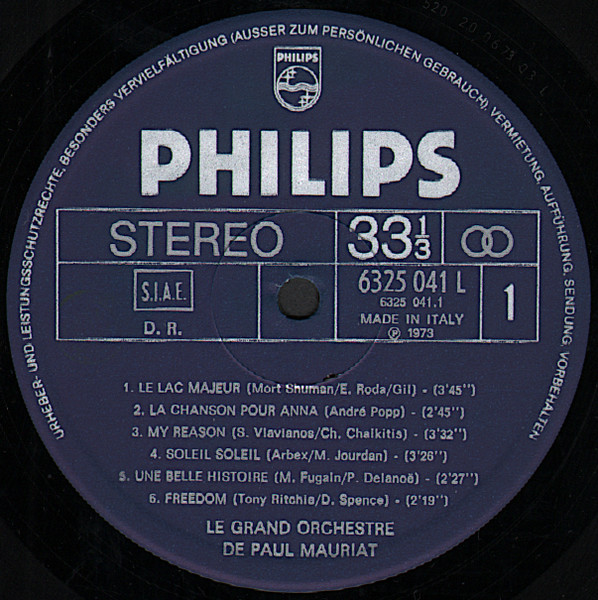 URHEBER- UND LEISTUNGSSCHUTZRECHTE, BESONDERS VERVIELFÄLTIGUNG (AUSSER ZUM PERSÖNLICHEN GEBRAUCH), VERMIETUNG, AUFFÜHRUNG, SENDUNG, VORBEHALTEN
PHILIPS
PHILIPS
STEREO
33 1/3
S.I.A.E.
D. R.
6325 041 L
6325 041.1
MADE IN ITALY
Ⓟ 1973
1
1. LE LAC MAJEUR (Mort Shuman/E. Roda/Gil) - (3'45'')
2. LA CHANSON POUR ANNA (André Popp) - (2'45'')
3. MY REASON (S. Vlavianos/Ch. Chalkitis) - (3'32'')
4. SOLEIL SOLEIL (Arbex/M. Jourdan) - (3'26'')
5. UNE BELLE HISTOIRE (M. Fugain/P. Delanoë) - (2'27'')
6. FREEDOM (Tony Ritchie/D. Spence) - (2'19'')
LE GRAND ORCHESTRE
DE PAUL MAURIAT